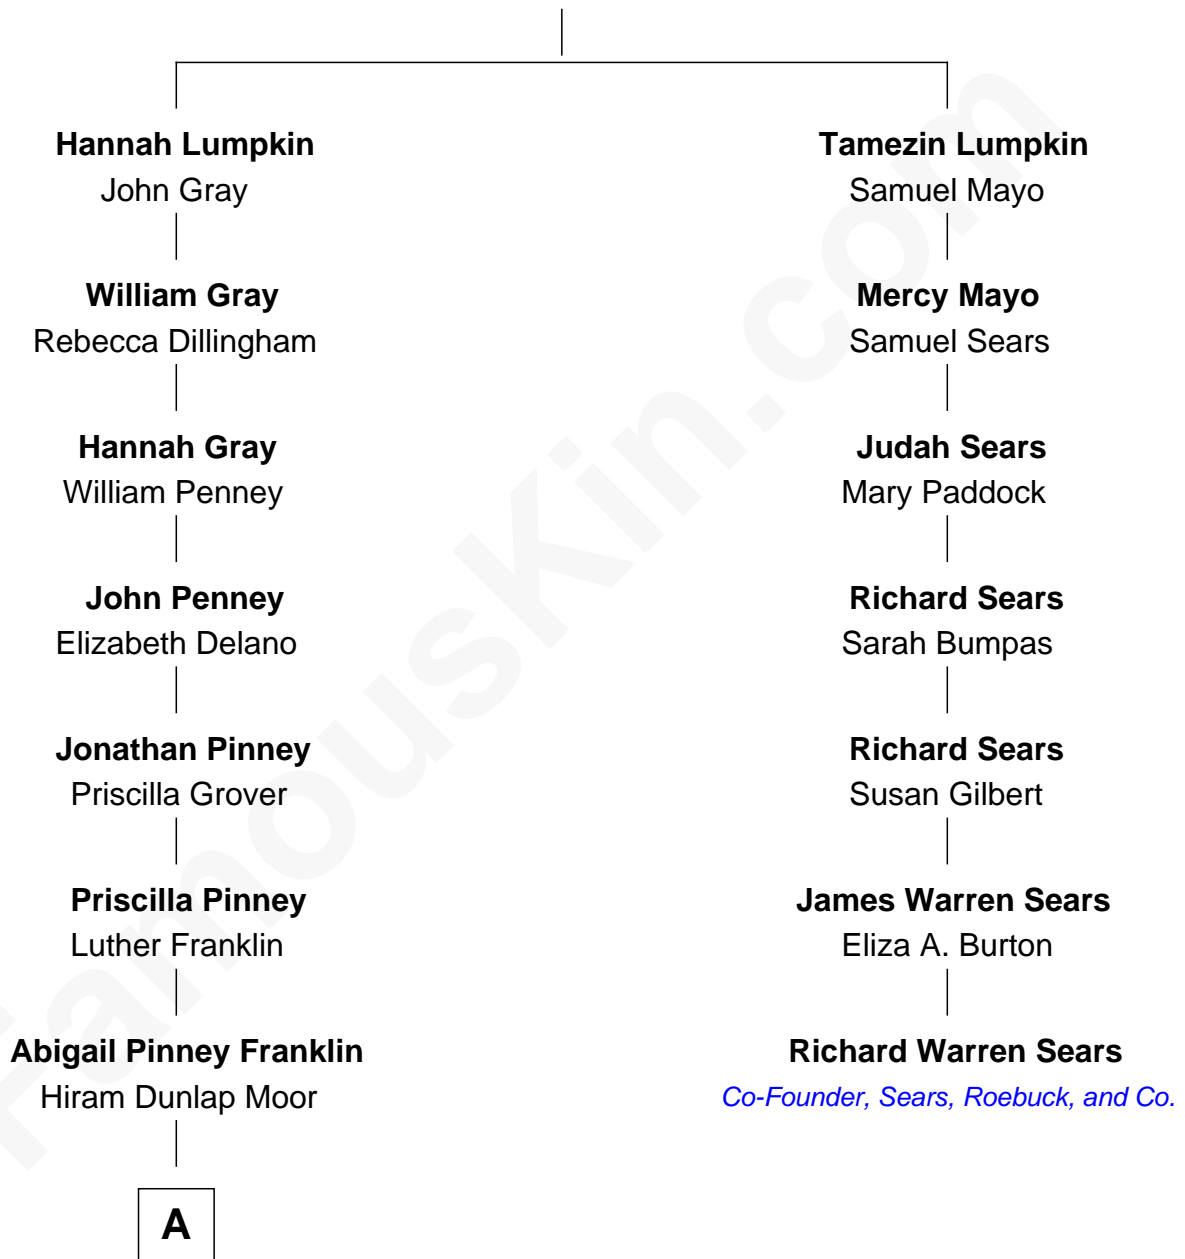 Hannah Lumpkin
John Gray
William Gray
Rebecca Dillingham
Hannah Gray
William Penney
John Penney
Elizabeth Delano
Jonathan Pinney
Priscilla Grover
Priscilla Pinney
Luther Franklin
Abigail Pinney Franklin
Hiram Dunlap Moor
A
Tamezin Lumpkin
Samuel Mayo
Mercy Mayo
Samuel Sears
Judah Sears
Mary Paddock
Richard Sears
Sarah Bumpas
Richard Sears
Susan Gilbert
James Warren Sears
Eliza A. Burton
Richard Warren Sears
Co-Founder, Sears, Roebuck, and Co.
FamousKin.com